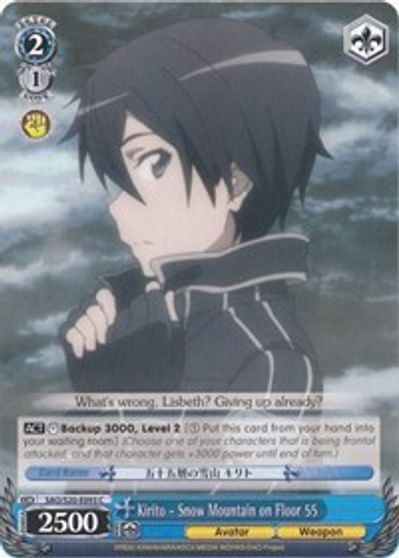 LEVEL
2
1
COST
What's wrong, Lisbeth? Giving up already?
ACT Backup 3000, Level 2 [① Put this card from your hand into
your waiting room] (Choose one of your characters that is being frontal
attacked, and that character gets +3000 power until end of turn)
Card Name 五十五層の雪山 キリト
SAO/S20-E093 C
2500
Kirito - Snow Mountain on Floor 55
Avatar Weapon